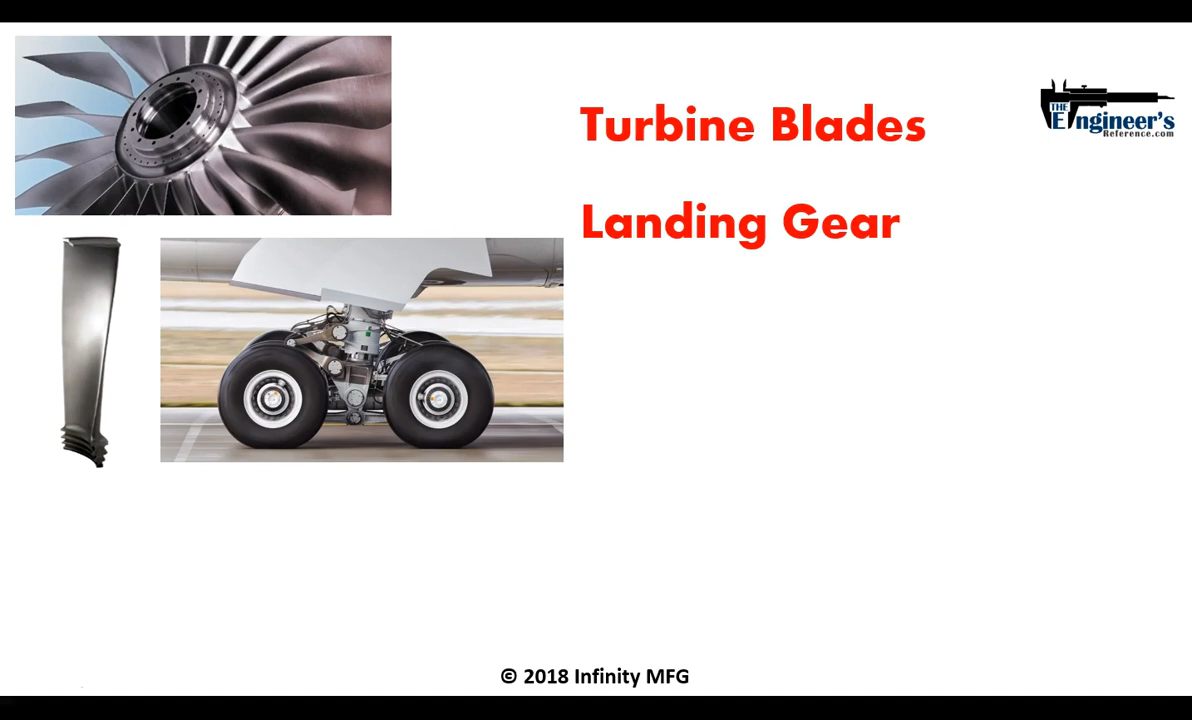 Turbine Blades
THE
Engineer's
Reference.com
Landing Gear
© 2018 Infinity MFG